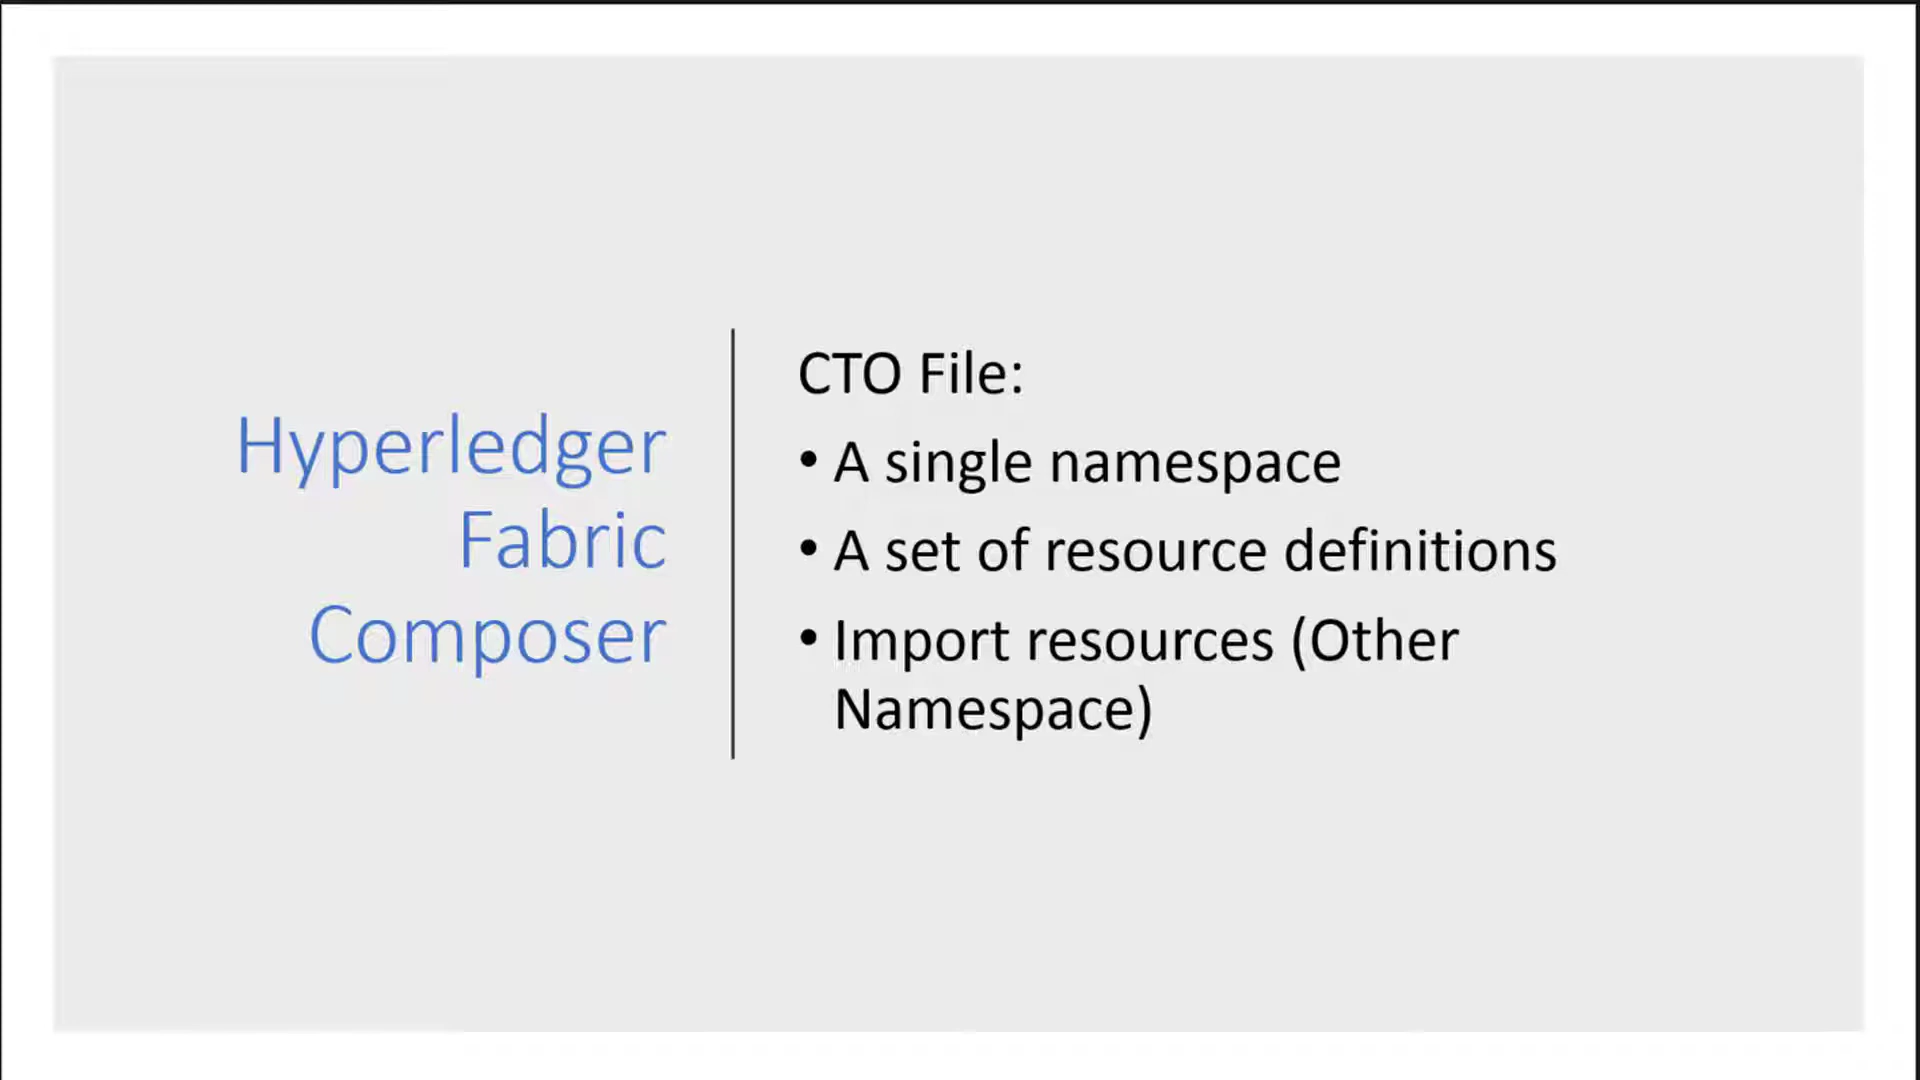 Hyperledger
Fabric
Composer
CTO File:
• A single namespace
• A set of resource definitions
• Import resources (Other
Namespace)